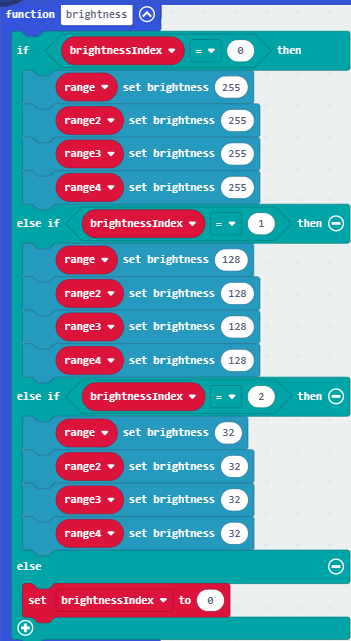 function brightness
if brightnessIndex = 0 then
range set brightness 255
range2 set brightness 255
range3 set brightness 255
range4 set brightness 255
else if brightnessIndex = 1 then
range set brightness 128
range2 set brightness 128
range3 set brightness 128
range4 set brightness 128
else if brightnessIndex = 2 then
range set brightness 32
range2 set brightness 32
range3 set brightness 32
range4 set brightness 32
else
set brightnessIndex to 0